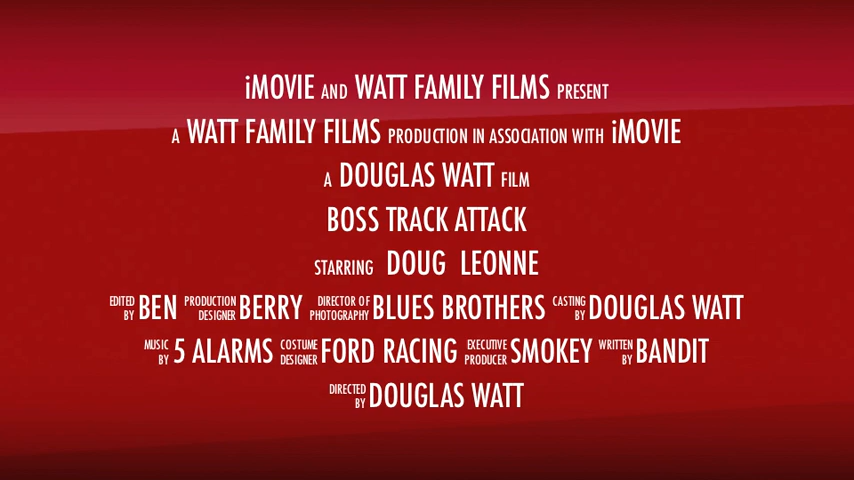 iMOVIE AND WATT FAMILY FILMS PRESENT
A WATT FAMILY FILMS PRODUCTION IN ASSOCIATION WITH iMOVIE
A DOUGLAS WATT FILM
BOSS TRACK ATTACK
STARRING DOUG LEONNE
EDITED BY BEN PRODUCTION DESIGNER BERRY DIRECTOR OF PHOTOGRAPHY BLUES BROTHERS CASTING BY DOUGLAS WATT
MUSIC BY 5 ALARMS COSTUME DESIGNER FORD RACING EXECUTIVE PRODUCER SMOKEY WRITTEN BY BANDIT
DIRECTED BY DOUGLAS WATT